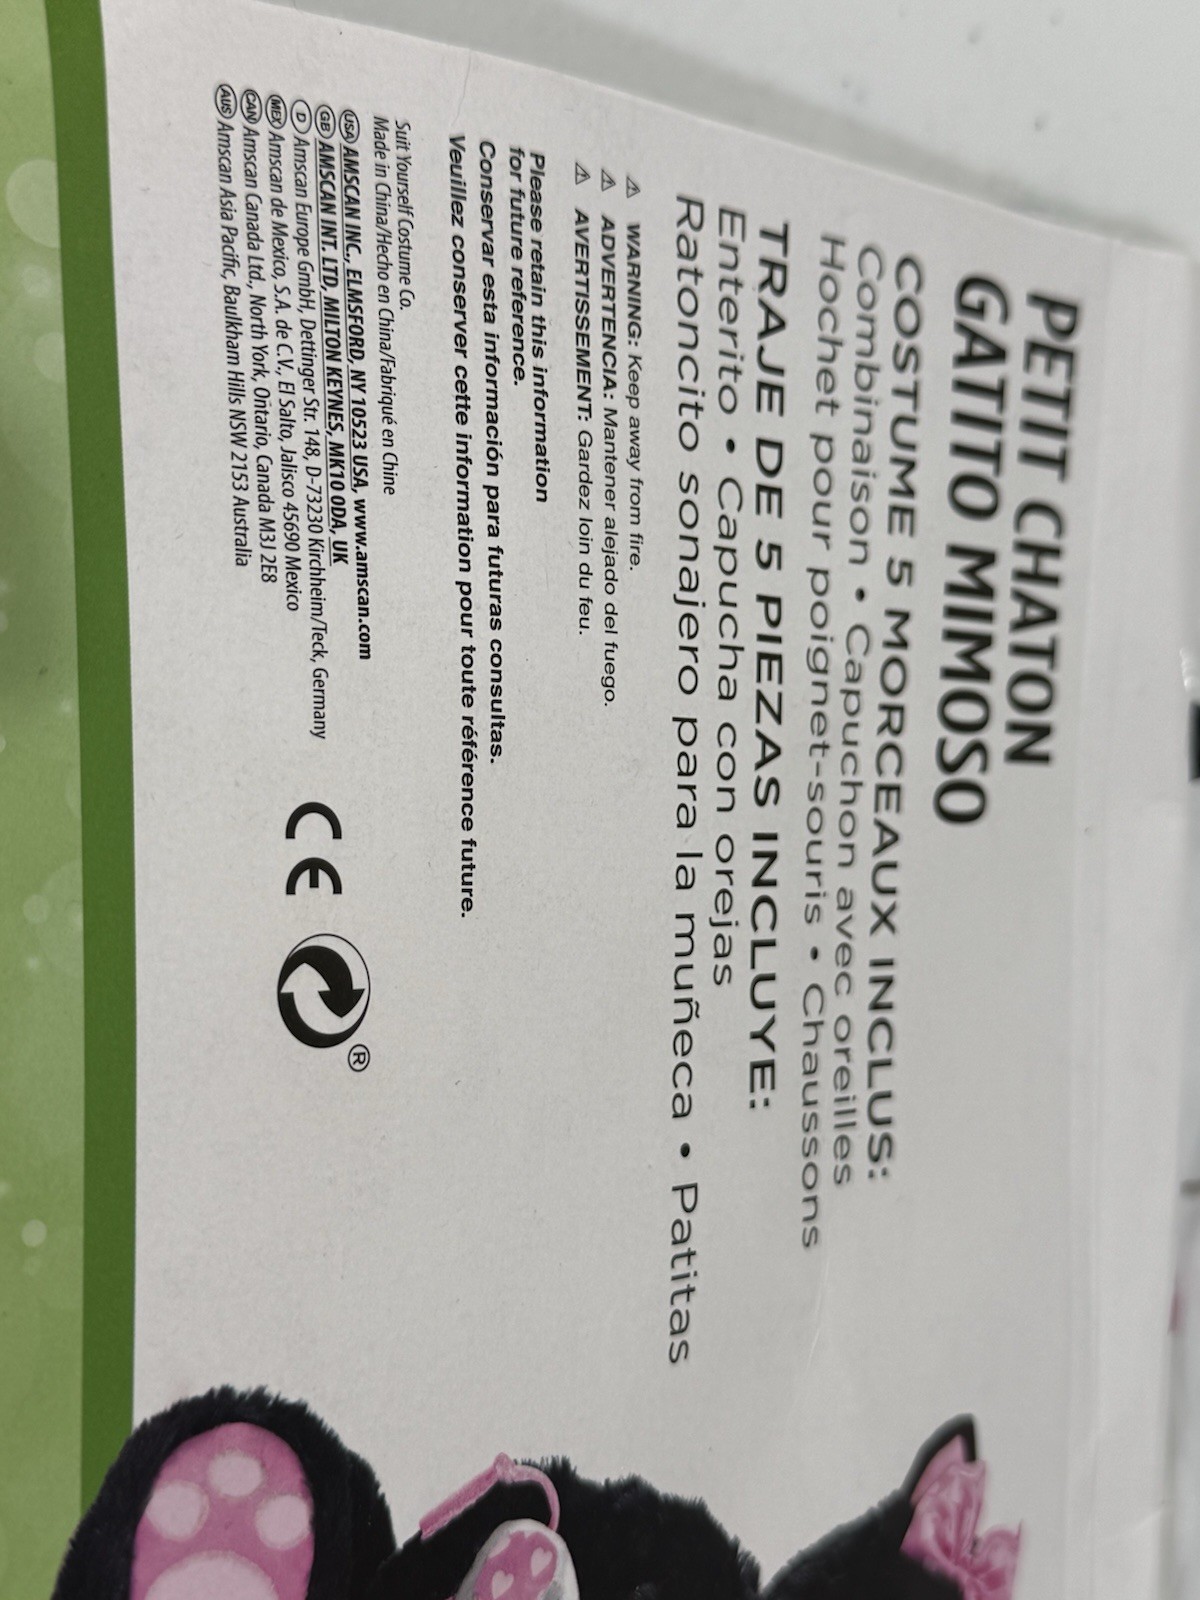 PETIT CHATON
GATITO MIMOSO
COSTUME 5 MORCEAUX INCLUS:
Combinaison • Capuchon avec oreilles
Hochet pour poignet-souris • Chaussons
TRAJE DE 5 PIEZAS INCLUYE:
Enterito • Capucha con orejas
Ratoncito sonajero para la muñeca • Patitas
⚠ WARNING: Keep away from fire.
⚠ ADVERTENCIA: Mantener alejado del fuego.
⚠ AVERTISSEMENT: Gardez loin du feu.
Please retain this information
for future reference.
Conservar esta información para futuras consultas.
Veuillez conserver cette information pour toute référence future.
Suit Yourself Costume Co.
Made in China/Hecho en China/Fabriqué en Chine
USA AMSCAN INC., ELMSFORD, NY 10523 USA, www.amscan.com
GB AMSCAN INT. LTD, MILTON KEYNES, MK10 0DA, UK
D Amscan Europe GmbH, Dettinger Str. 148, D-73230 Kirchheim/Teck, Germany
MEX Amscan de Mexico, S.A. de C.V., El Salto, Jalisco 45690 Mexico
CAN Amscan Canada Ltd., North York, Ontario, Canada M3J 2E8
AUS Amscan Asia Pacific, Baulkham Hills NSW 2153 Australia
CE
®